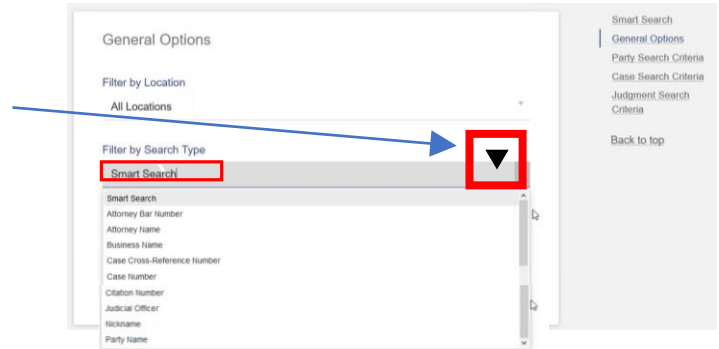 General Options
Filter by Location
All Locations
Filter by Search Type
Smart Search
Smart Search
Attorney Bar Number
Attorney Name
Business Name
Case Cross-Reference Number
Case Number
Citation Number
Judicial Officer
Nickname
Party Name
Smart Search
General Options
Party Search Criteria
Case Search Criteria
Judgment Search
Criteria
Back to top